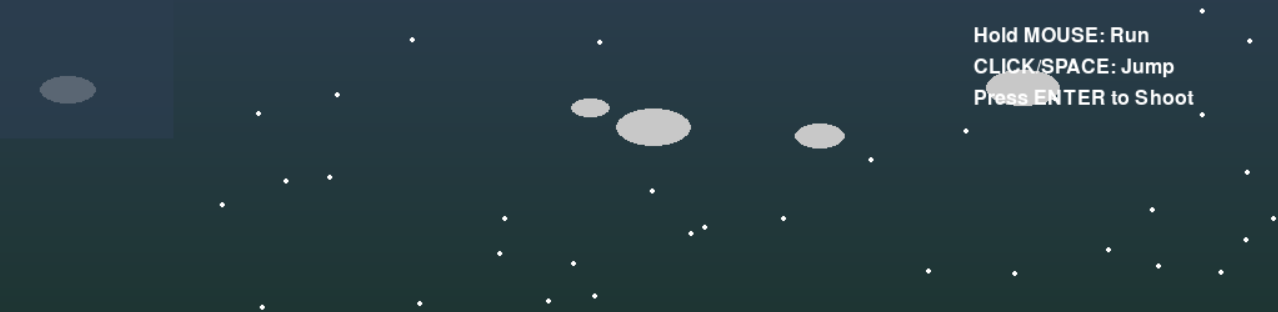 Hold MOUSE: Run
CLICK/SPACE: Jump
Press ENTER to Shoot